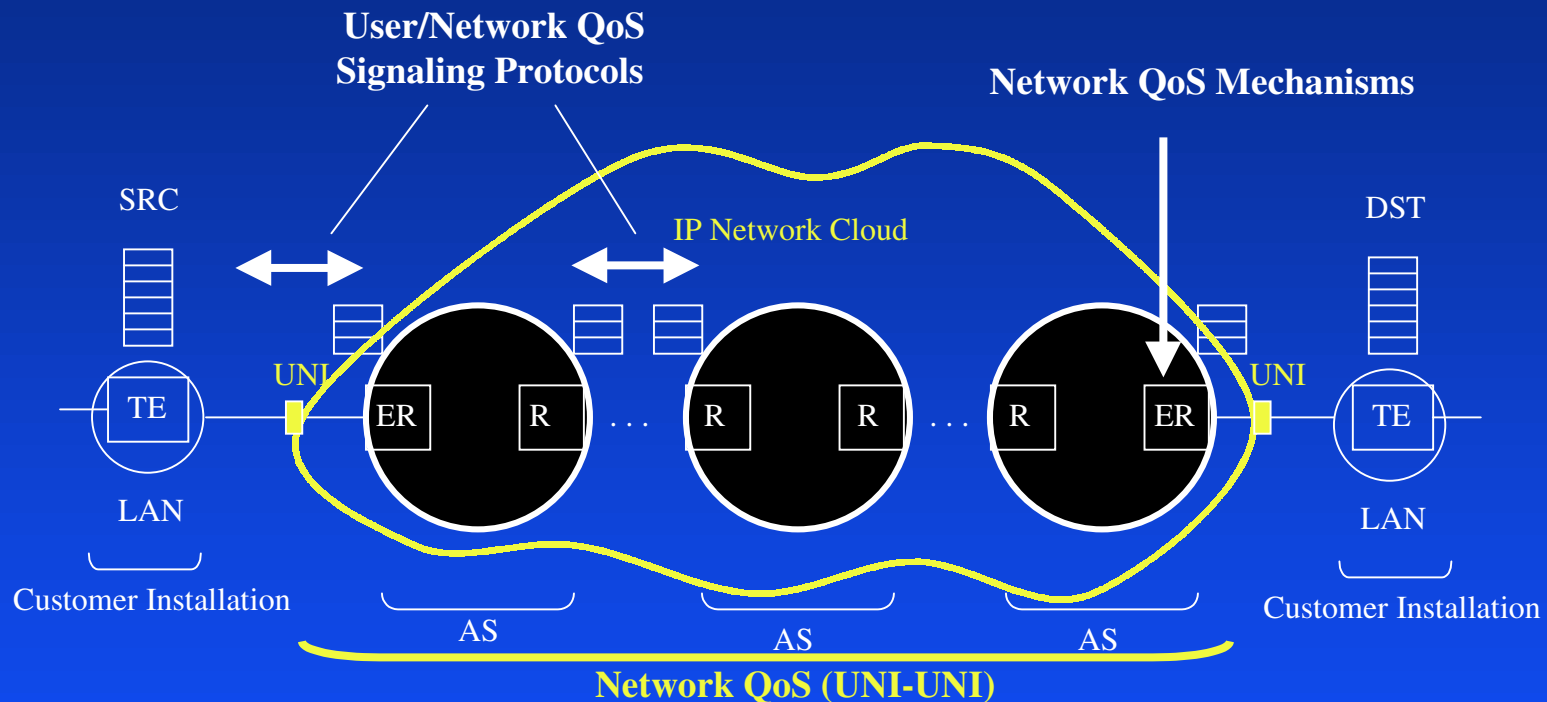 User/Network QoS
Signaling Protocols
Network QoS Mechanisms
SRC
DST
IP Network Cloud
UNI
UNI
TE
ER
R
. . .
R
R
. . .
R
ER
TE
LAN
LAN
Customer Installation
Customer Installation
AS
AS
AS
Network QoS (UNI-UNI)